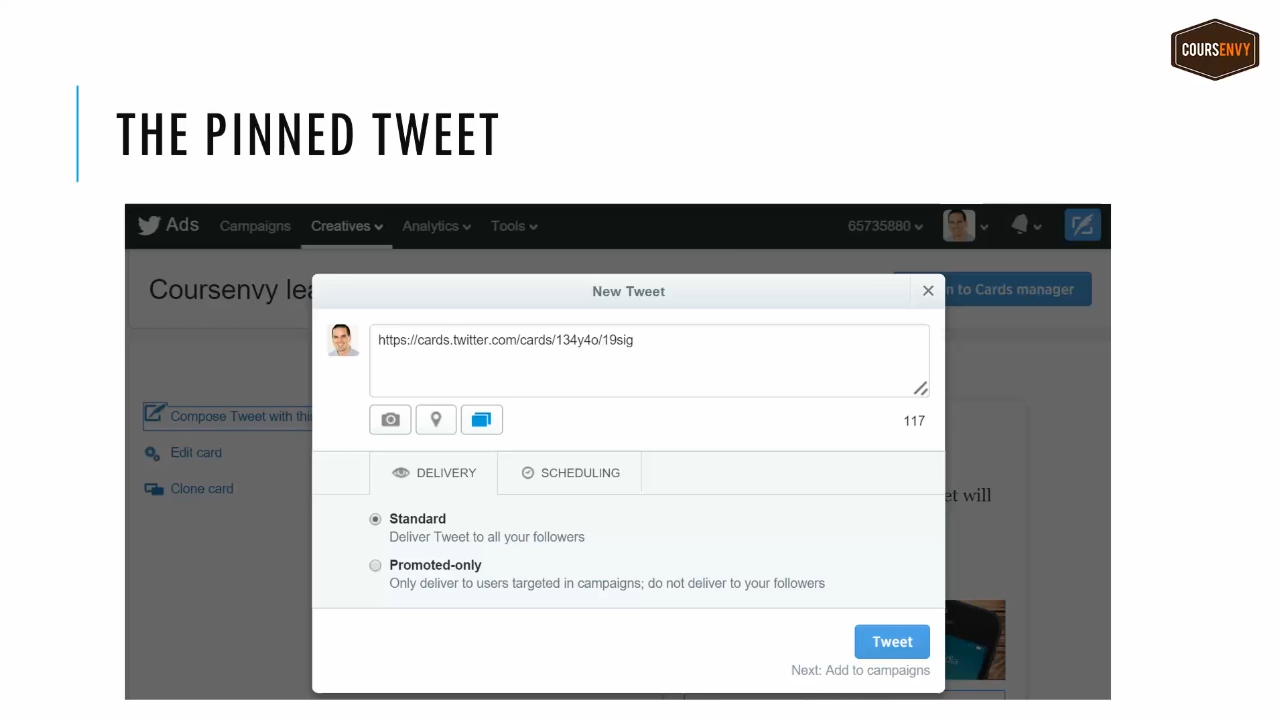 COURSENVY
THE PINNED TWEET
Ads Campaigns Creatives Analytics Tools 65735880
Coursenvy lea
n to Cards manager
New Tweet
https://cards.twitter.com/cards/134y4o/19sig
117
Compose Tweet with this
Edit card
Clone card
DELIVERY SCHEDULING
et will
Standard
Deliver Tweet to all your followers
Promoted-only
Only deliver to users targeted in campaigns; do not deliver to your followers
Tweet
Next: Add to campaigns